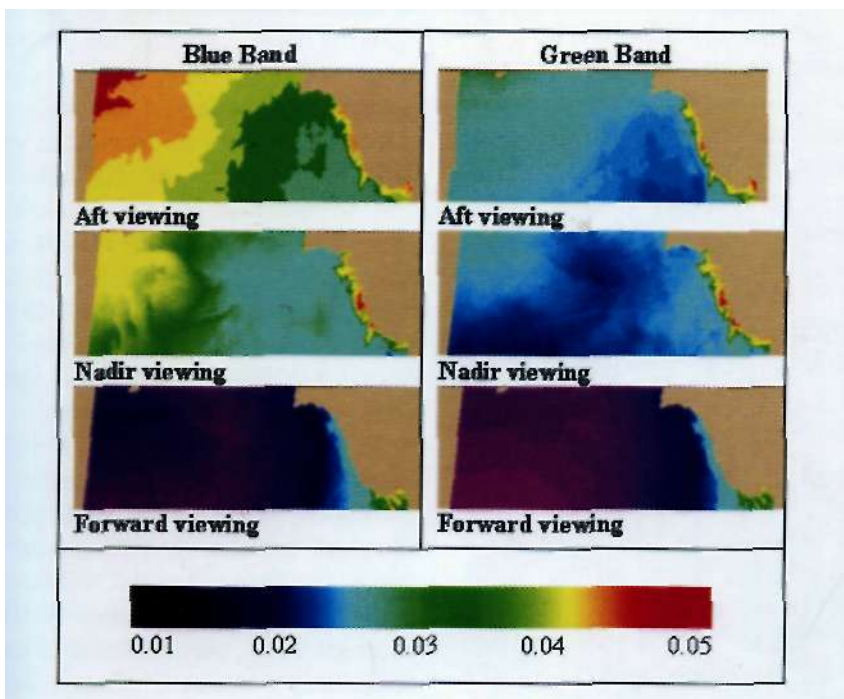 Blue Band
Green Band
Aft viewing
Aft viewing
Nadir viewing
Nadir viewing
Forward viewing
Forward viewing
0.01 0.02 0.03 0.04 0.05